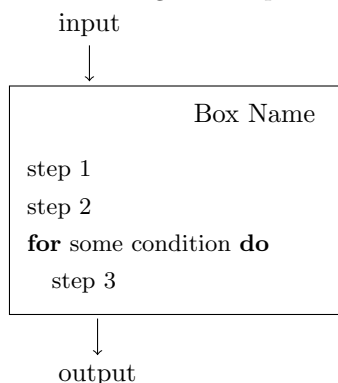 input
Box Name
step 1
step 2
for some condition do
step 3
output